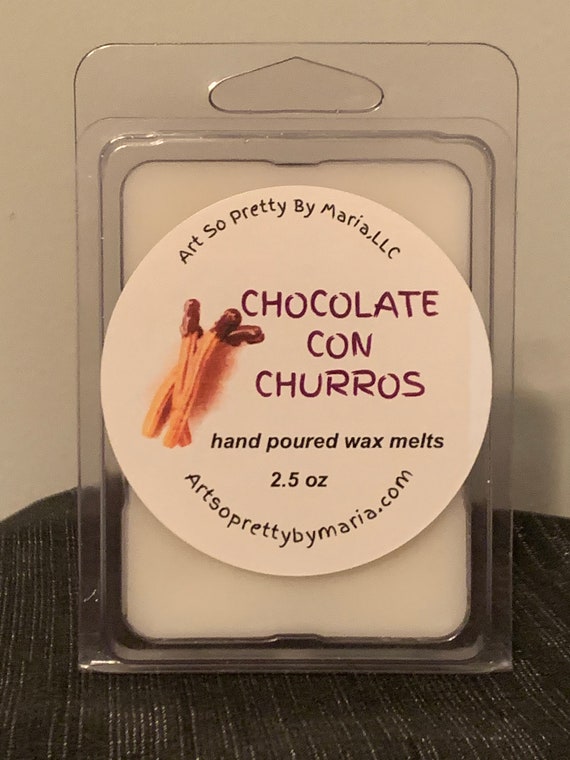 Art So Pretty By Maria,LLC
CHOCOLATE
CON
CHURROS
hand poured wax melts
2.5 oz
Artsoprettybymaria.com